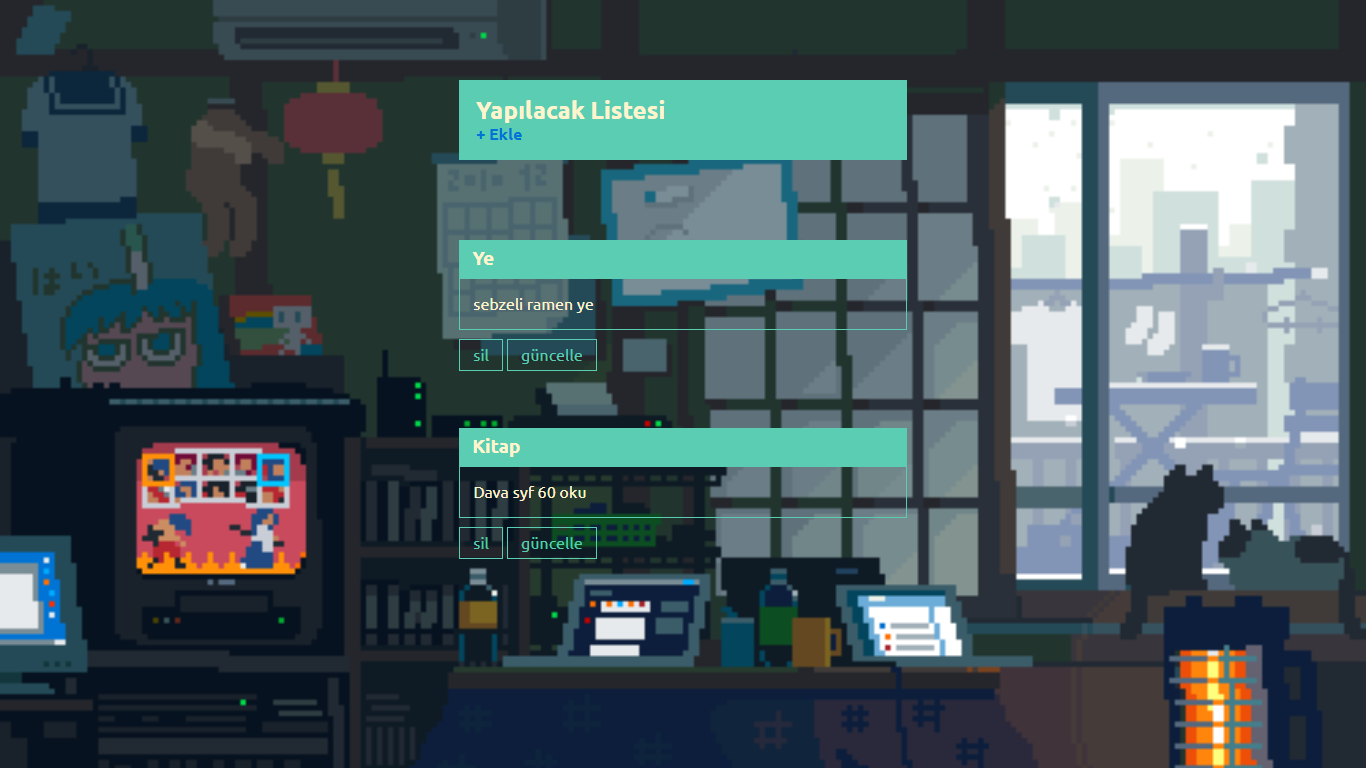 Yapılacak Listesi
+ Ekle
Ye
sebzeli ramen ye
sil güncelle
Kitap
Dava syf 60 oku
sil güncelle